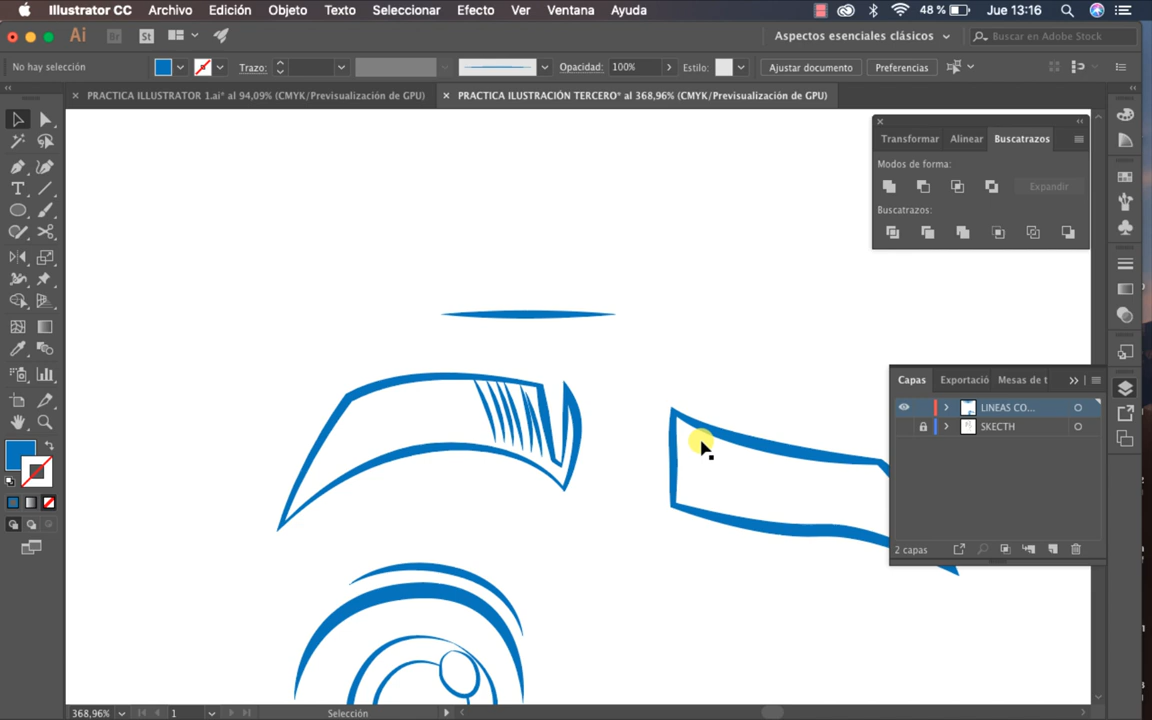 Illustrator CC Archivo Edición Objeto Texto Seleccionar Efecto Ver Ventana Ayuda 48 % Jue 13:16
Ai Br St Aspectos esenciales clásicos Buscar en Adobe Stock
No hay selección Trazo: Opacidad: 100% Estilo: Ajustar documento Preferencias
PRACTICA ILLUSTRATOR 1.ai* al 94,09% (CMYK/Previsualización de GPU) PRACTICA ILUSTRACIÓN TERCERO* al 368,96% (CMYK/Previsualización de GPU)
Transformar Alinear Buscatrazos
Modos de forma:
Expandir
Buscatrazos:
Capas Exportació Mesas de t
LINEAS CO...
SKECTH
2 capas
368,96% 1 Selección